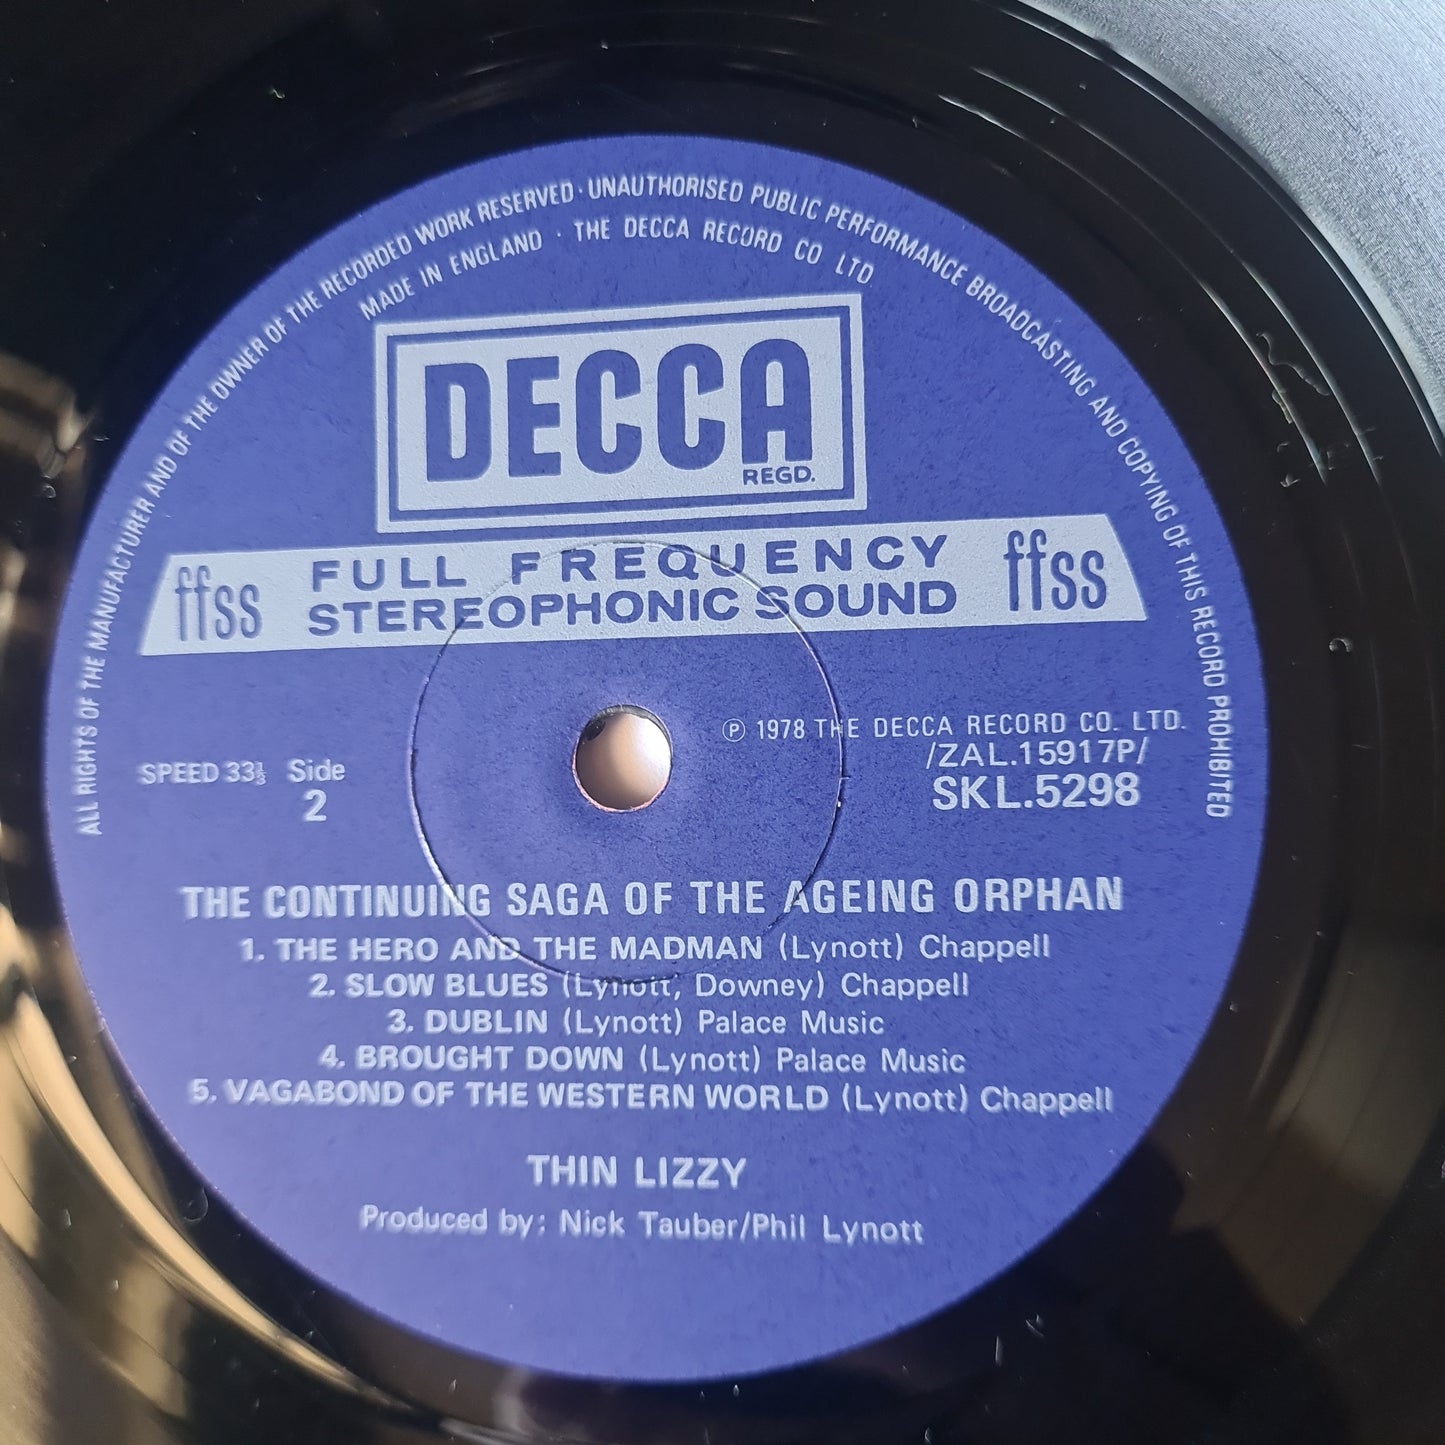 ALL RIGHTS OF THE MANUFACTURER AND OF THE OWNER OF THE RECORDED WORK RESERVED · UNAUTHORISED PUBLIC PERFORMANCE BROADCASTING AND COPYING OF THIS RECORD PROHIBITED
MADE IN ENGLAND · THE DECCA RECORD CO LTD
DECCA
REGD.
ffss FULL FREQUENCY ffss
STEREOPHONIC SOUND
℗ 1978 THE DECCA RECORD CO. LTD.
/ZAL.15917P/
SPEED 33⅓ Side
2
SKL.5298
THE CONTINUING SAGA OF THE AGEING ORPHAN
1. THE HERO AND THE MADMAN (Lynott) Chappell
2. SLOW BLUES (Lynott, Downey) Chappell
3. DUBLIN (Lynott) Palace Music
4. BROUGHT DOWN (Lynott) Palace Music
5. VAGABOND OF THE WESTERN WORLD (Lynott) Chappell
THIN LIZZY
Produced by: Nick Tauber/Phil Lynott